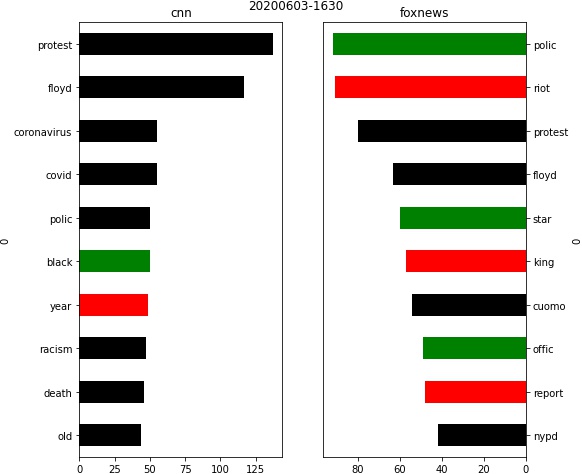 20200603-1630
cnn
foxnews
protest
floyd
coronavirus
covid
polic
black
year
racism
death
old
0
0 25 50 75 100 125
polic
riot
protest
floyd
star
king
cuomo
offic
report
nypd
0
80 60 40 20 0